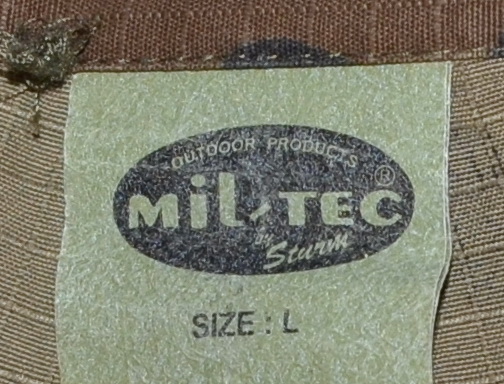 OUTDOOR PRODUCTS
MiL-TEC ®
by Sturm
SIZE : L